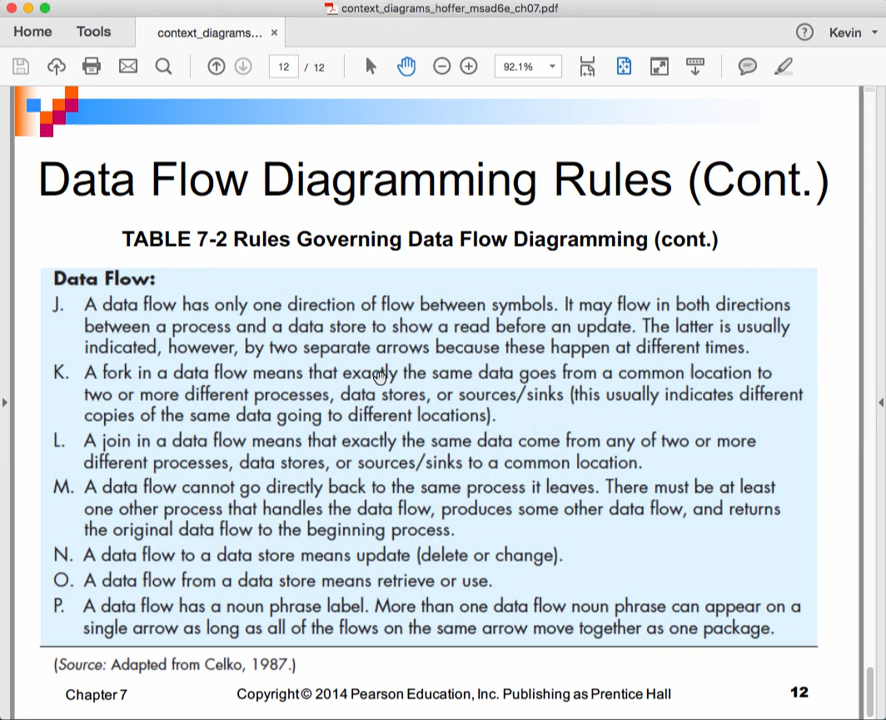 context_diagrams_hoffer_msad6e_ch07.pdf
Home Tools context_diagrams... × ? Kevin
12 / 12 92.1%
Data Flow Diagramming Rules (Cont.)
TABLE 7-2 Rules Governing Data Flow Diagramming (cont.)
Data Flow:
J. A data flow has only one direction of flow between symbols. It may flow in both directions
between a process and a data store to show a read before an update. The latter is usually
indicated, however, by two separate arrows because these happen at different times.
K. A fork in a data flow means that exactly the same data goes from a common location to
two or more different processes, data stores, or sources/sinks (this usually indicates different
copies of the same data going to different locations).
L. A join in a data flow means that exactly the same data come from any of two or more
different processes, data stores, or sources/sinks to a common location.
M. A data flow cannot go directly back to the same process it leaves. There must be at least
one other process that handles the data flow, produces some other data flow, and returns
the original data flow to the beginning process.
N. A data flow to a data store means update (delete or change).
O. A data flow from a data store means retrieve or use.
P. A data flow has a noun phrase label. More than one data flow noun phrase can appear on a
single arrow as long as all of the flows on the same arrow move together as one package.
(Source: Adapted from Celko, 1987.)
Chapter 7 Copyright © 2014 Pearson Education, Inc. Publishing as Prentice Hall 12